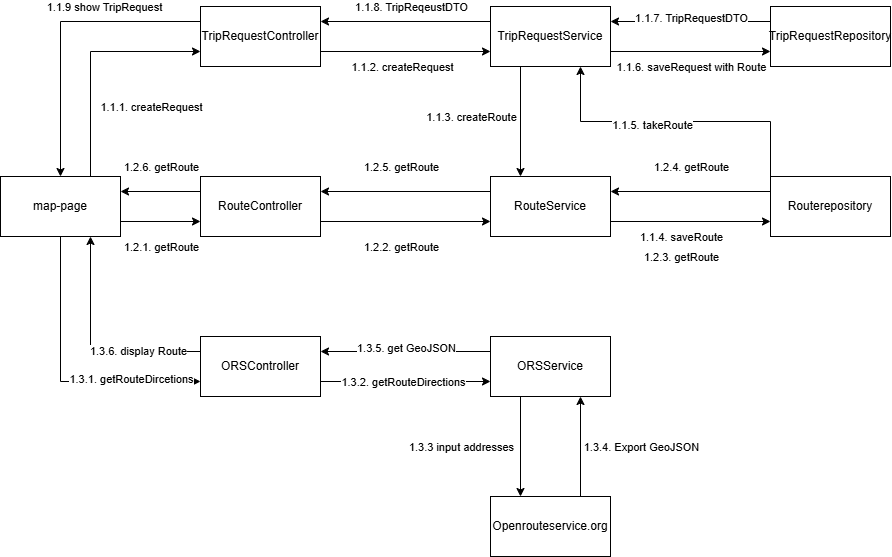 1.1.9 show TripRequest
1.1.8. TripReqeustDTO
1.1.7. TripRequestDTO
TripRequestController
TripRequestService
TripRequestRepository
1.1.2. createRequest
1.1.6. saveRequest with Route
1.1.1. createRequest
1.1.3. createRoute
1.1.5. takeRoute
1.2.6. getRoute
1.2.5. getRoute
1.2.4. getRoute
map-page
RouteController
RouteService
Routerepository
1.2.1. getRoute
1.2.2. getRoute
1.1.4. saveRoute
1.2.3. getRoute
1.3.6. display Route
1.3.5. get GeoJSON
ORSController
ORSService
1.3.1. getRouteDircetions
1.3.2. getRouteDirections
1.3.3 input addresses
1.3.4. Export GeoJSON
Openrouteservice.org